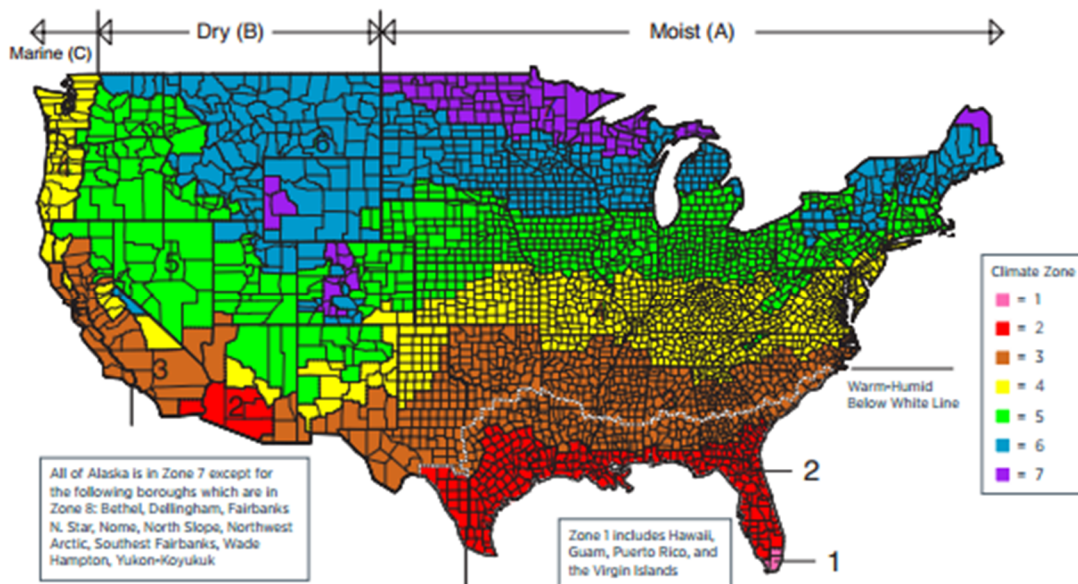 Dry (B)
Moist (A)
Marine (C)
6
4
5
3
2
Climate Zone
= 1
= 2
= 3
= 4
= 5
= 6
= 7
Warm-Humid
Below White Line
2
1
All of Alaska is in Zone 7 except for
the following boroughs which are in
Zone 8: Bethel, Dellingham, Fairbanks
N. Star, Nome, North Slope, Northwest
Arctic, Southest Fairbanks, Wade
Hampton, Yukon-Koyukuk
Zone 1 includes Hawaii,
Guam, Puerto Rico, and
the Virgin Islands